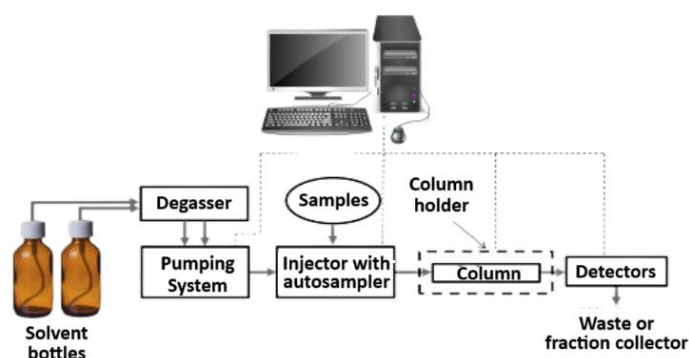 Degasser
Samples
Column
holder
Pumping
System
Injector with
autosampler
Column
Detectors
Solvent
bottles
Waste or
fraction collector